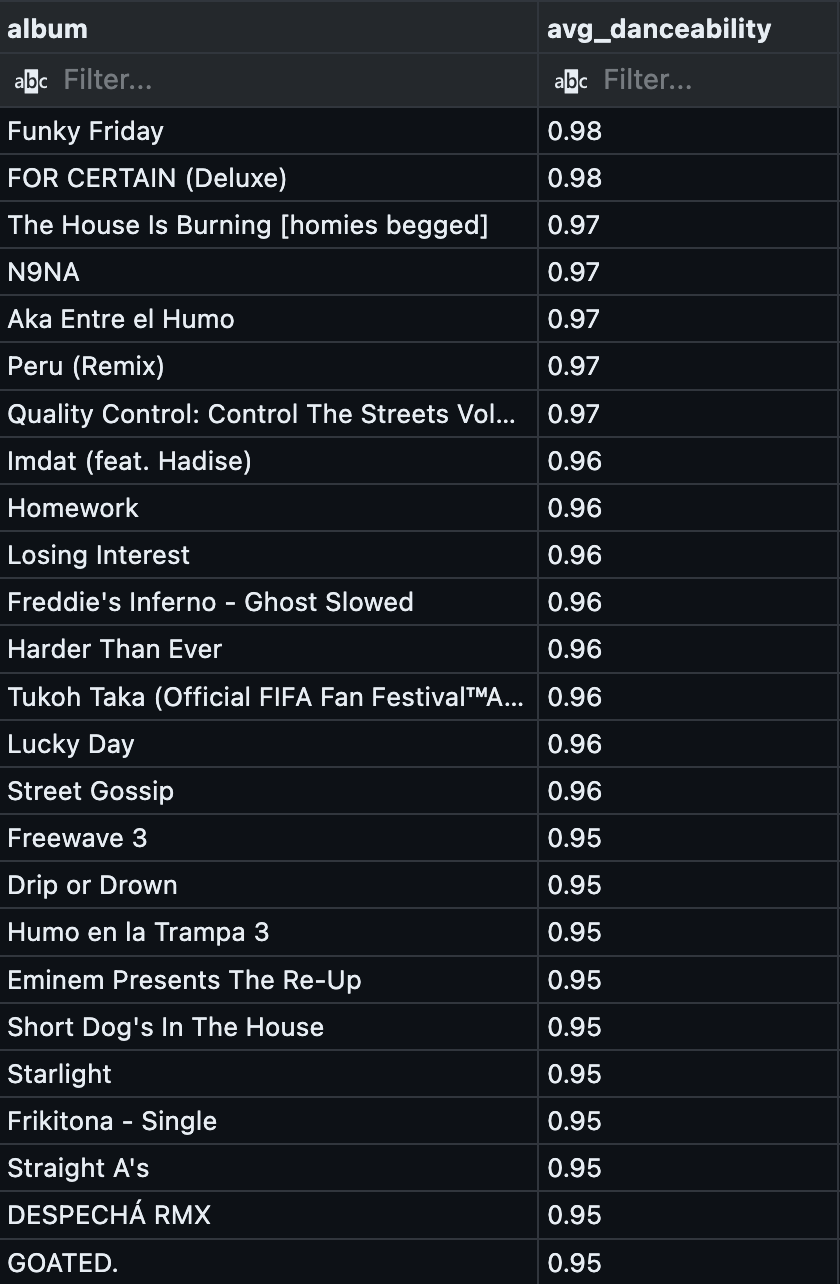 album avg_danceability
abc Filter... abc Filter...
Funky Friday 0.98
FOR CERTAIN (Deluxe) 0.98
The House Is Burning [homies begged] 0.97
N9NA 0.97
Aka Entre el Humo 0.97
Peru (Remix) 0.97
Quality Control: Control The Streets Vol... 0.97
Imdat (feat. Hadise) 0.96
Homework 0.96
Losing Interest 0.96
Freddie's Inferno - Ghost Slowed 0.96
Harder Than Ever 0.96
Tukoh Taka (Official FIFA Fan Festival™A... 0.96
Lucky Day 0.96
Street Gossip 0.96
Freewave 3 0.95
Drip or Drown 0.95
Humo en la Trampa 3 0.95
Eminem Presents The Re-Up 0.95
Short Dog's In The House 0.95
Starlight 0.95
Frikitona - Single 0.95
Straight A's 0.95
DESPECHÁ RMX 0.95
GOATED. 0.95